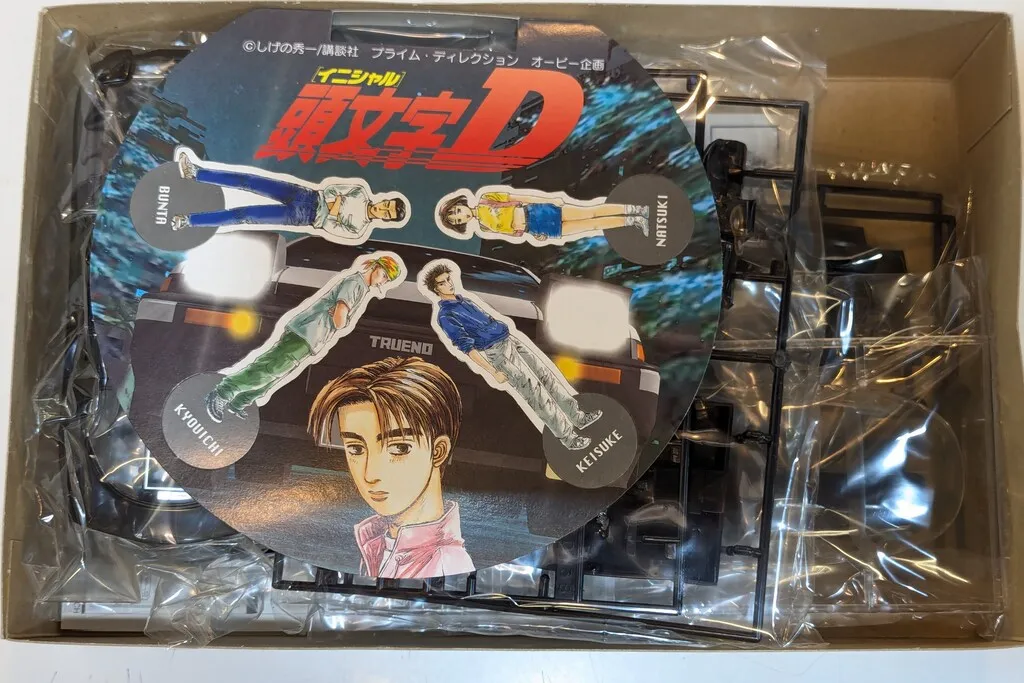 ©しげの秀一/講談社 プライム・ディレクション オービー企画
イニシャル
頭文字D
BUNTA
NATSUKI
TRUENO
KYOUICHI
KEISUKE